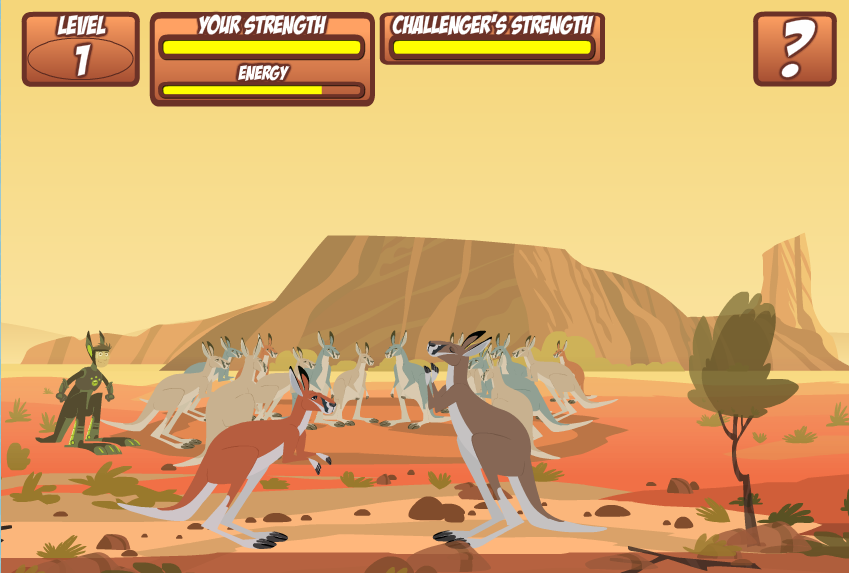 LEVEL
1
YOUR STRENGTH
ENERGY
CHALLENGER'S STRENGTH
?